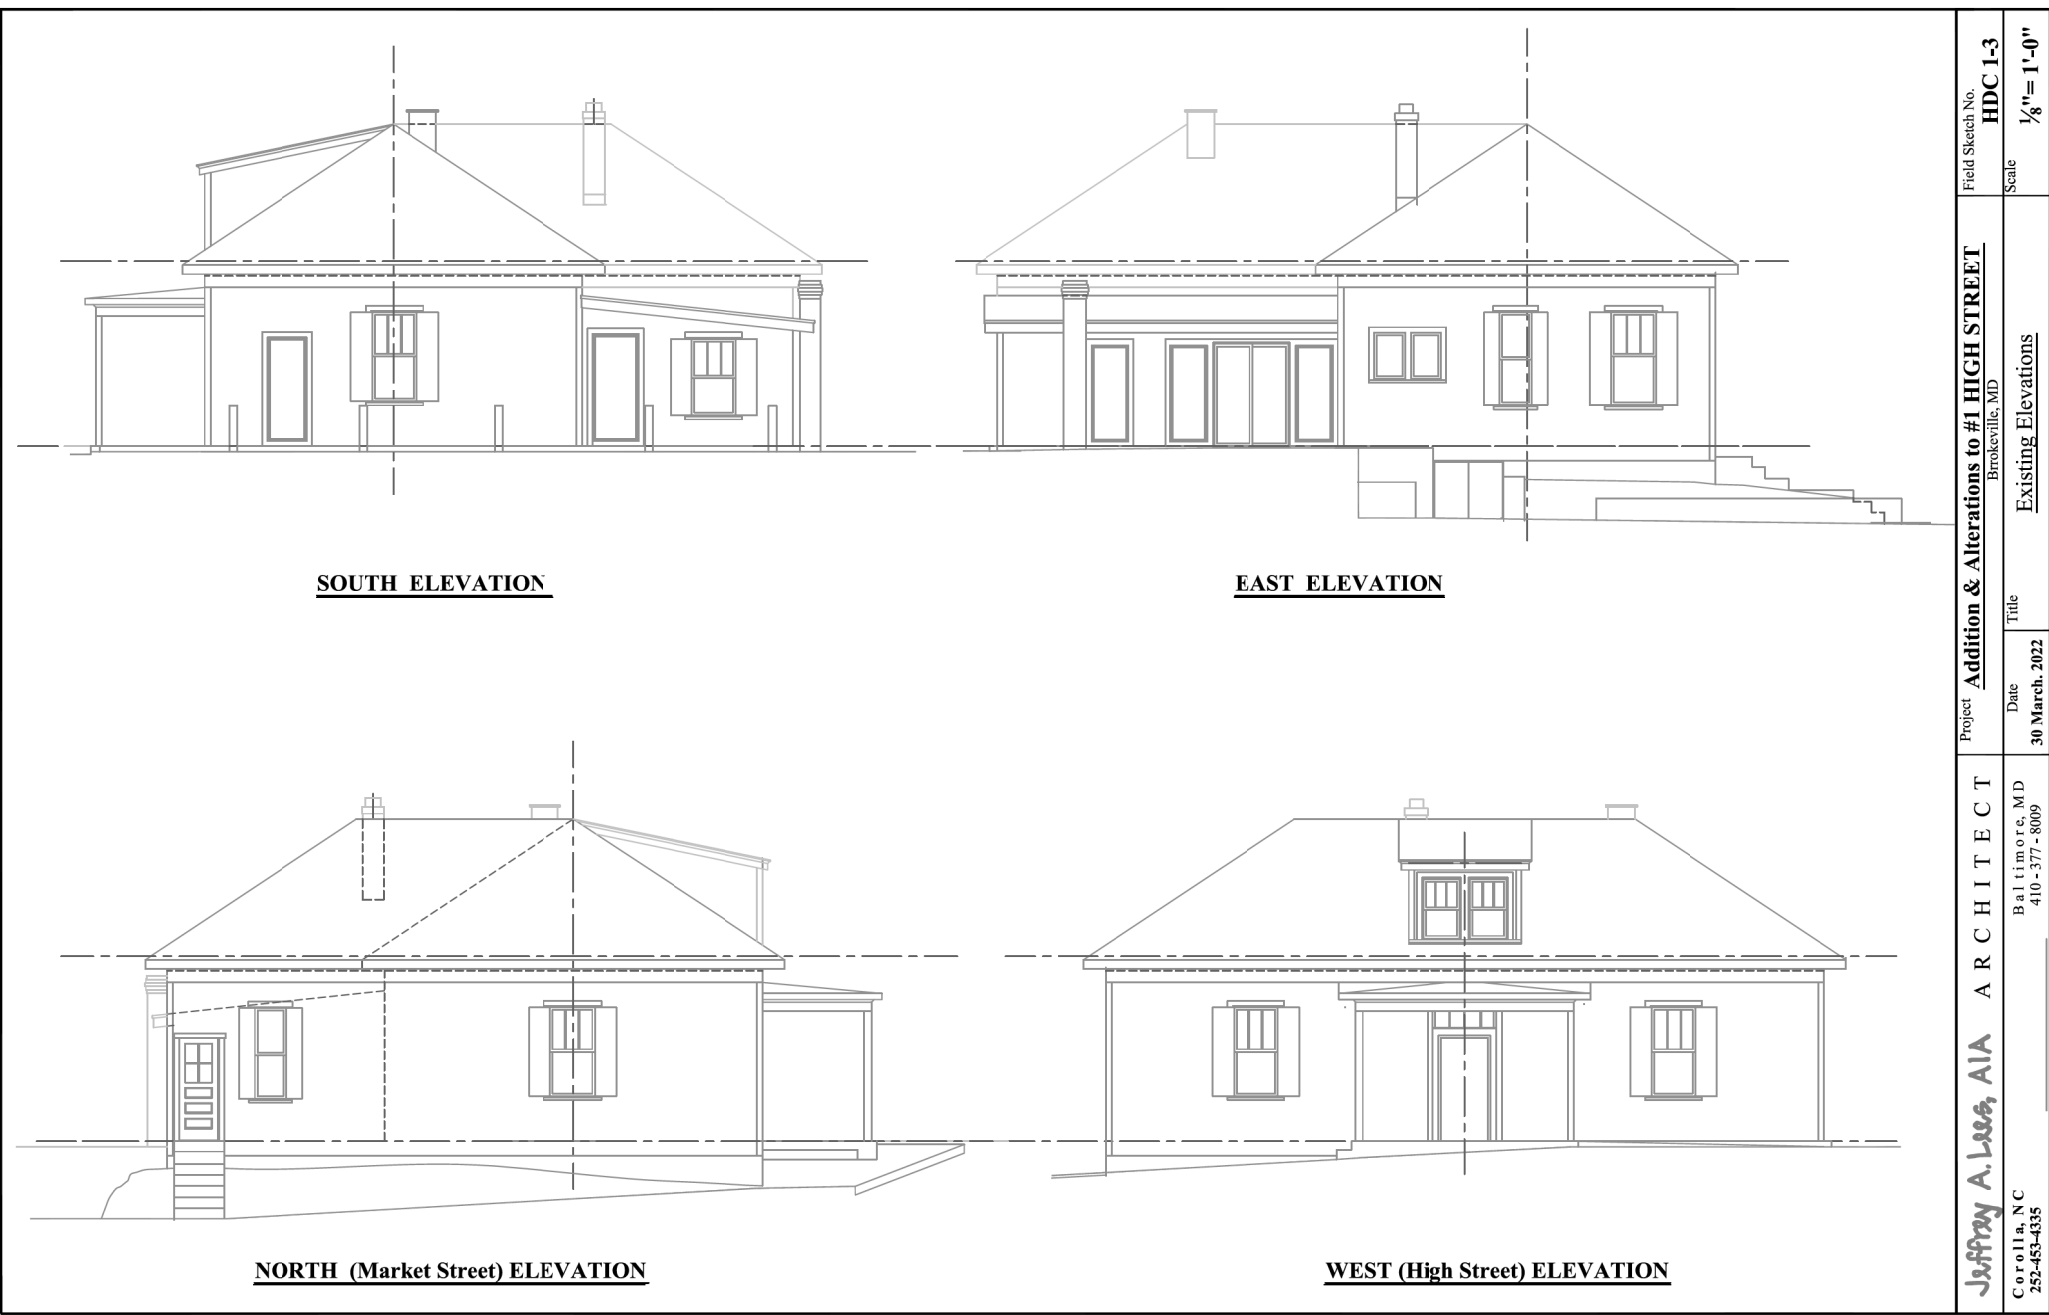 SOUTH ELEVATION
EAST ELEVATION
NORTH (Market Street) ELEVATION
WEST (High Street) ELEVATION
Jeffrey A. Lees, AIA ARCHITECT
Corolla, NC
252-453-4335
Baltimore, MD
410 - 377 - 8009
Project
Addition & Alterations to #1 HIGH STREET
Brrokeville, MD
Date
30 March. 2022
Title
Existing Elevations
Field Sketch No.
HDC 1-3
Scale
⅛"= 1'-0"